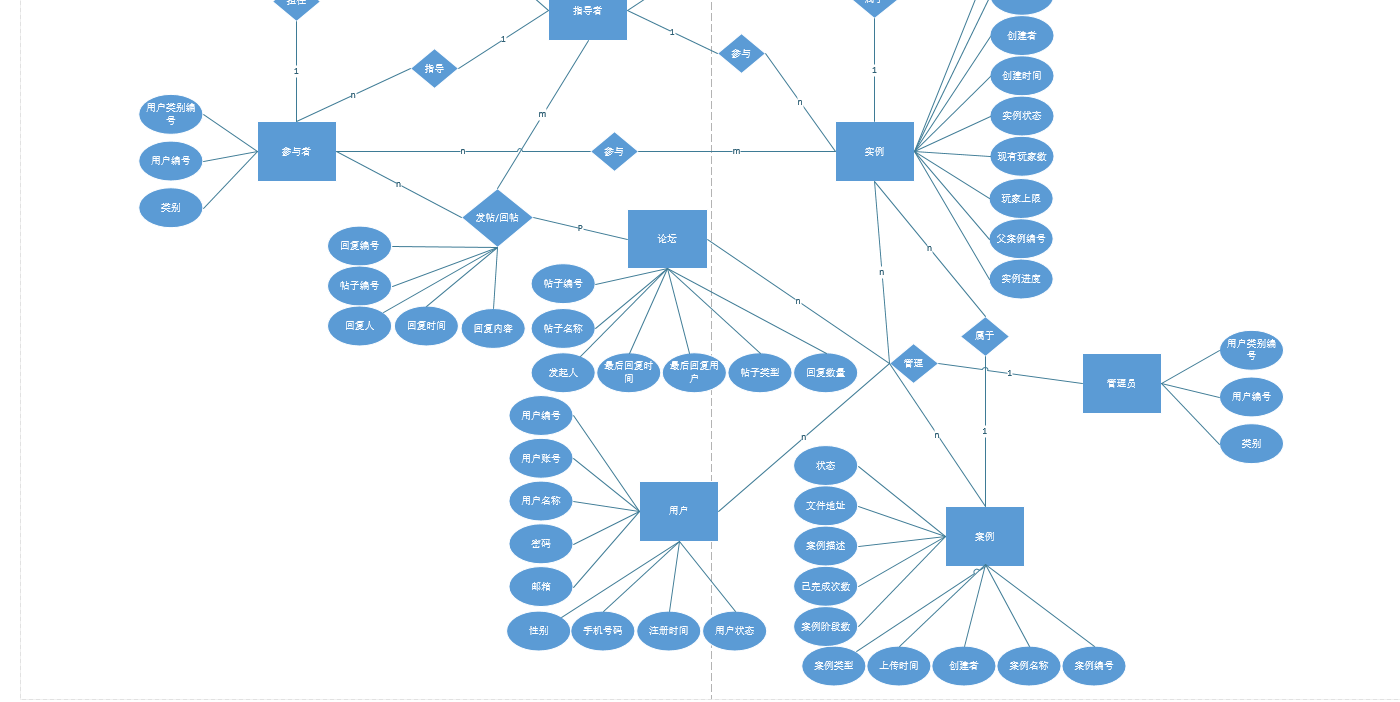 指导者
1
1
参与
指导
n
创建者
1
1
创建时间
n
n
m
用户类别编
号
实例状态
参与者
n
参与
m
实例
现有玩家数
用户编号
n
玩家上限
类别
发帖/回帖
p
论坛
父案例编号
回复编号
n
n
实例进度
帖子编号
帖子编号
n
回复人
回复时间
回复内容
帖子名称
属于
用户类别编
号
发起人
最后回复时
间
最后回复用
户
帖子类型
回复数量
管理
1
管理员
用户编号
用户编号
n
n
1
类别
用户账号
状态
用户名称
用户
文件地址
密码
案例描述
案例
邮箱
已完成次数
性别
手机号码
注册时间
用户状态
案例阶段数
案例类型
上传时间
创建者
案例名称
案例编号